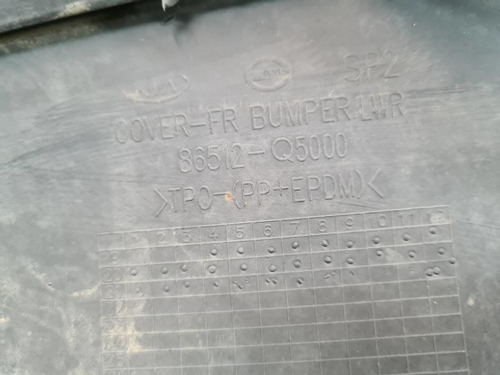 KIA SP2
COVER-FR BUMPER LWR
86512-Q5000
>TPO-(PP+EPDM)<
1 2 3 4 5 6 7 8 9 10 11 12